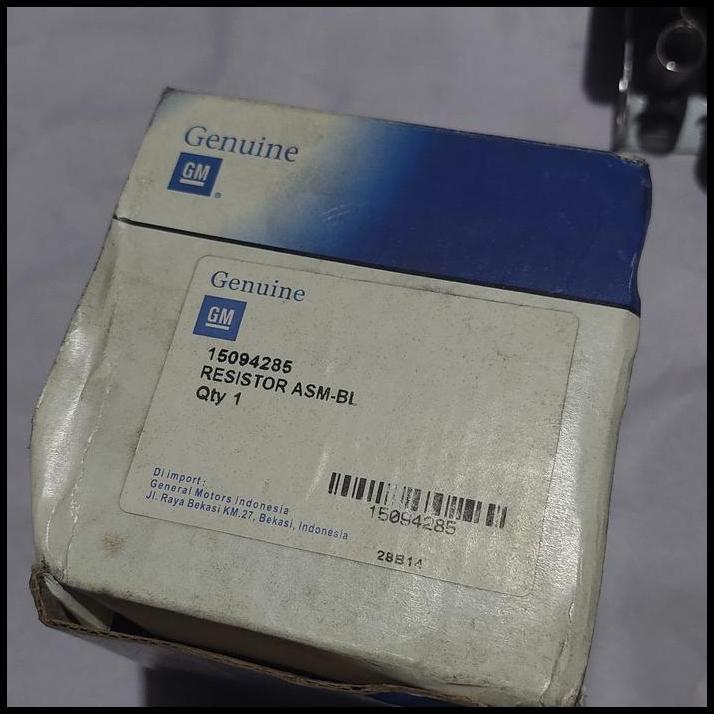 Genuine
GM
Genuine
GM
15094285
RESISTOR ASM-BL
Qty 1
Di import :
General Motors Indonesia
Jl. Raya Bekasi KM.27, Bekasi, Indonesia
15094285
28B14